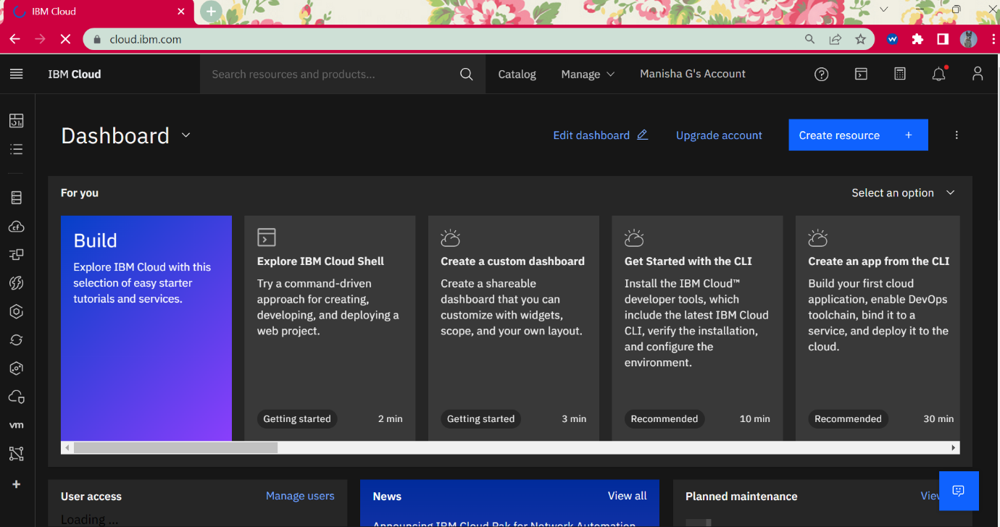 IBM Cloud
cloud.ibm.com
IBM Cloud
Search resources and products...
Catalog
Manage
Manisha G's Account
Dashboard
Edit dashboard
Upgrade account
Create resource +
For you
Select an option
Build
Explore IBM Cloud with this
selection of easy starter
tutorials and services.
Explore IBM Cloud Shell
Try a command-driven
approach for creating,
developing, and deploying a
web project.
Getting started
2 min
Create a custom dashboard
Create a shareable
dashboard that you can
customize with widgets,
scope, and your own layout.
Getting started
3 min
Get Started with the CLI
Install the IBM Cloud™
developer tools, which
include the latest IBM Cloud
CLI, verify the installation,
and configure the
environment.
Recommended
10 min
Create an app from the CLI
Build your first cloud
application, enable DevOps
toolchain, bind it to a
service, and deploy it to the
cloud.
Recommended
30 min
vm
User access
Manage users
Loading ...
News
View all
Announcing IBM Cloud Pak for Network Automation
Planned maintenance